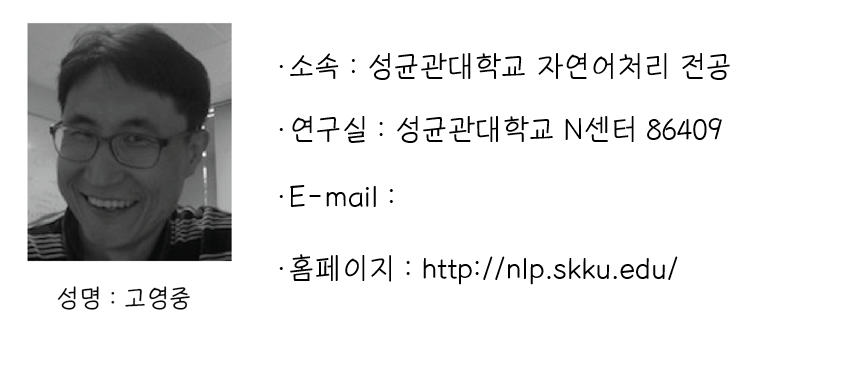 ·소속 : 성균관대학교 자연어처리 전공
·연구실 : 성균관대학교 N센터 86409
·E-mail :
·홈페이지 : http://nlp.skku.edu/
성명 : 고영중